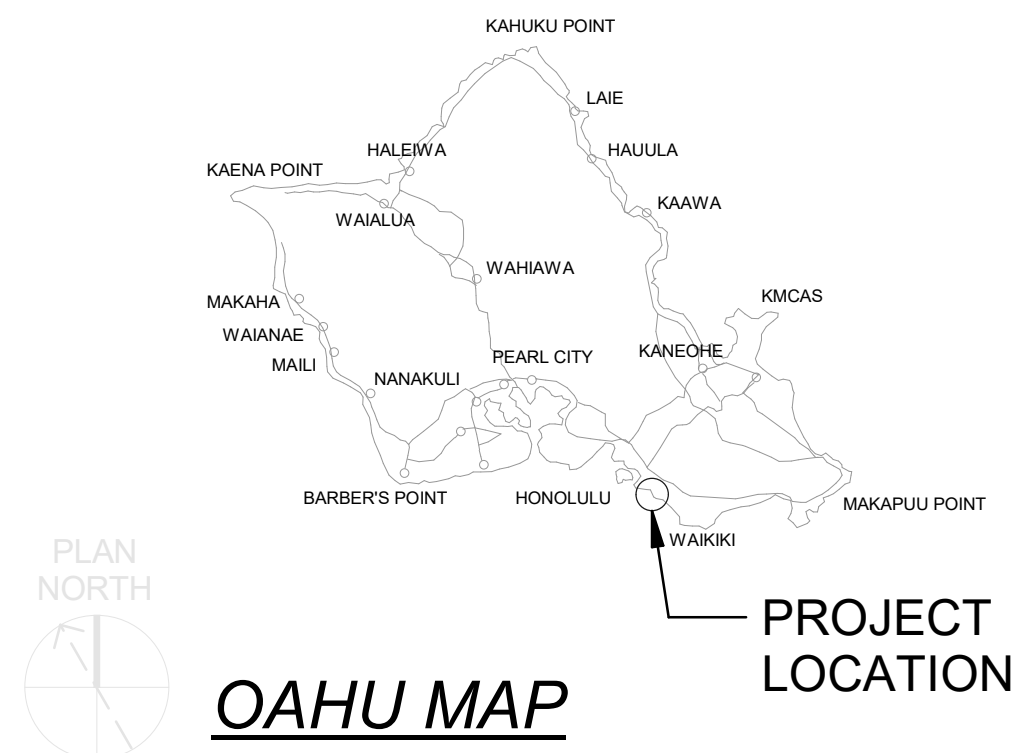 KAHUKU POINT
LAIE
HALEIWA
HAUULA
KAENA POINT
KAAWA
WAIALUA
WAHIAWA
KMCAS
MAKAHA
WAIANAE
KANEOHE
PEARL CITY
MAILI
NANAKULI
BARBER'S POINT
HONOLULU
MAKAPUU POINT
WAIKIKI
PLAN
NORTH
PROJECT
LOCATION
OAHU MAP